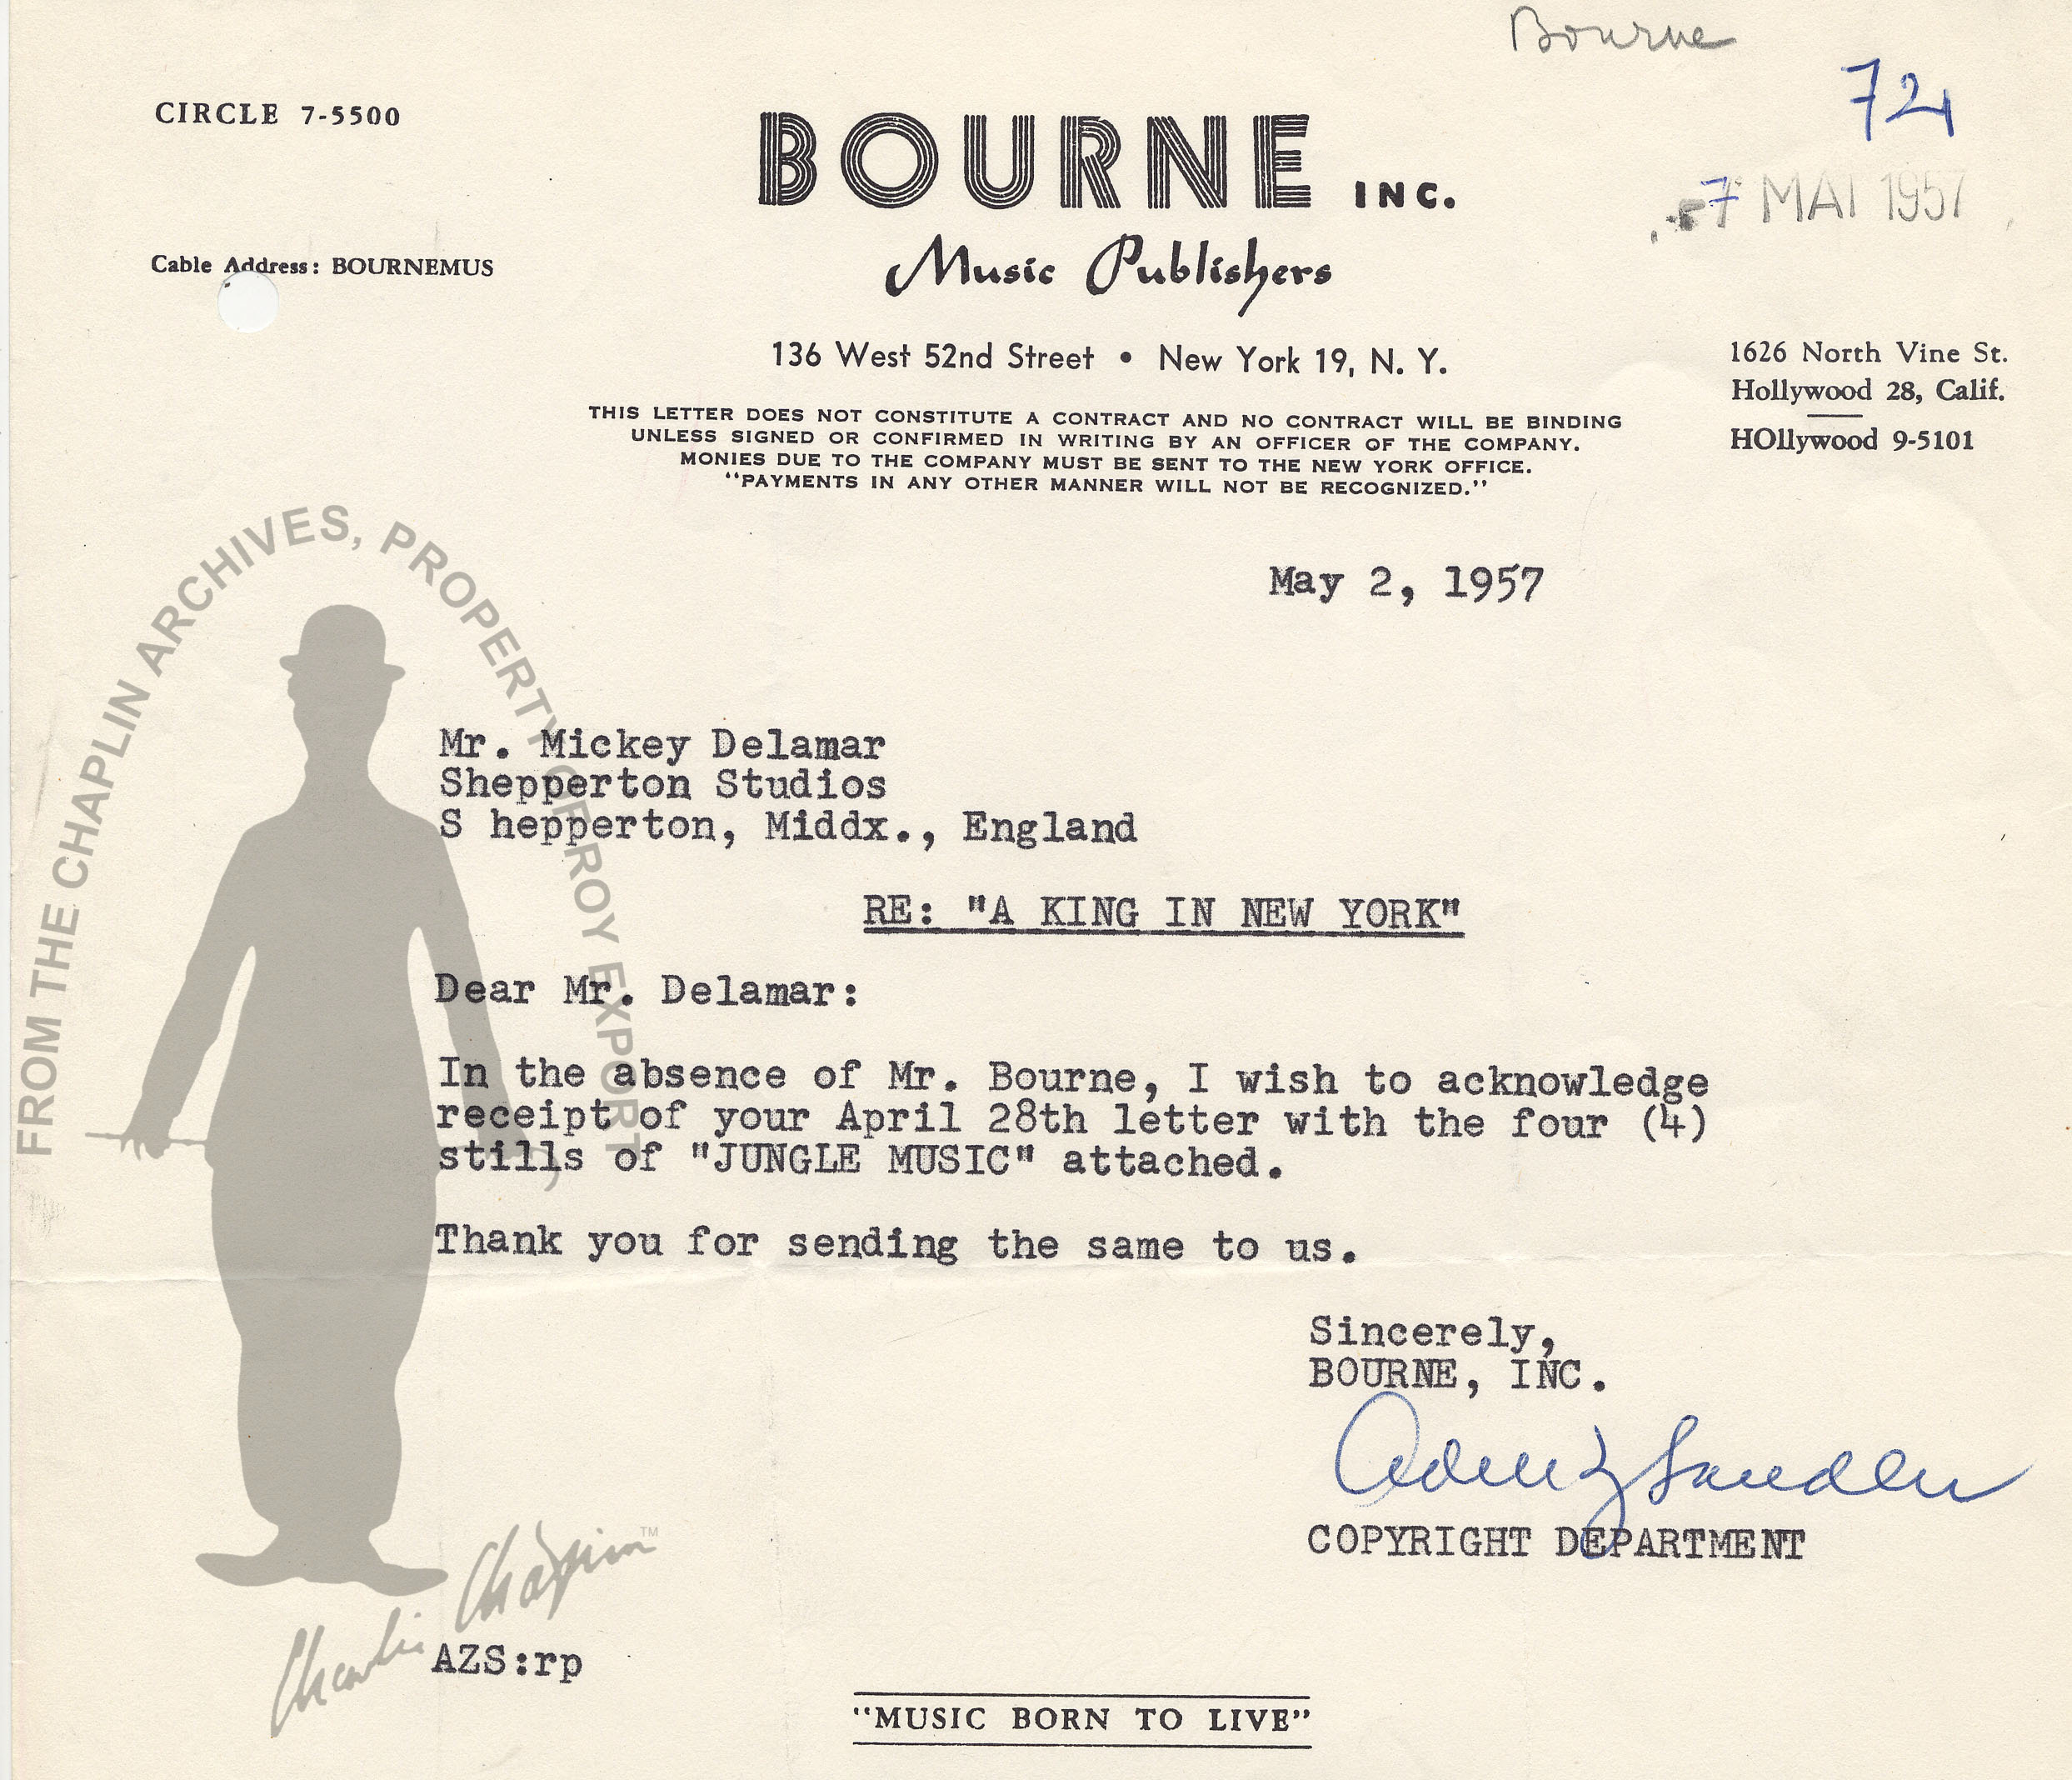 Bourne
72
CIRCLE 7-5500
BOURNE INC.
7 MAI 1957
Music Publishers
Cable Address: BOURNEMUS
136 West 52nd Street • New York 19, N. Y.
1626 North Vine St.
Hollywood 28, Calif.
HOllywood 9-5101
THIS LETTER DOES NOT CONSTITUTE A CONTRACT AND NO CONTRACT WILL BE BINDING
UNLESS SIGNED OR CONFIRMED IN WRITING BY AN OFFICER OF THE COMPANY.
MONIES DUE TO THE COMPANY MUST BE SENT TO THE NEW YORK OFFICE.
"PAYMENTS IN ANY OTHER MANNER WILL NOT BE RECOGNIZED."
FROM THE CHAPLIN ARCHIVES, PROPERTY OF ROY EXPORT
May 2, 1957
Mr. Mickey Delamar
Shepperton Studios
S hepperton, Middx., England
RE: "A KING IN NEW YORK"
Dear Mr. Delamar:
In the absence of Mr. Bourne, I wish to acknowledge
receipt of your April 28th letter with the four (4)
stills of "JUNGLE MUSIC" attached.
Thank you for sending the same to us.
Sincerely,
BOURNE, INC.
COPYRIGHT DEPARTMENT
Charlie Chaplin™
AZS:rp
"MUSIC BORN TO LIVE"